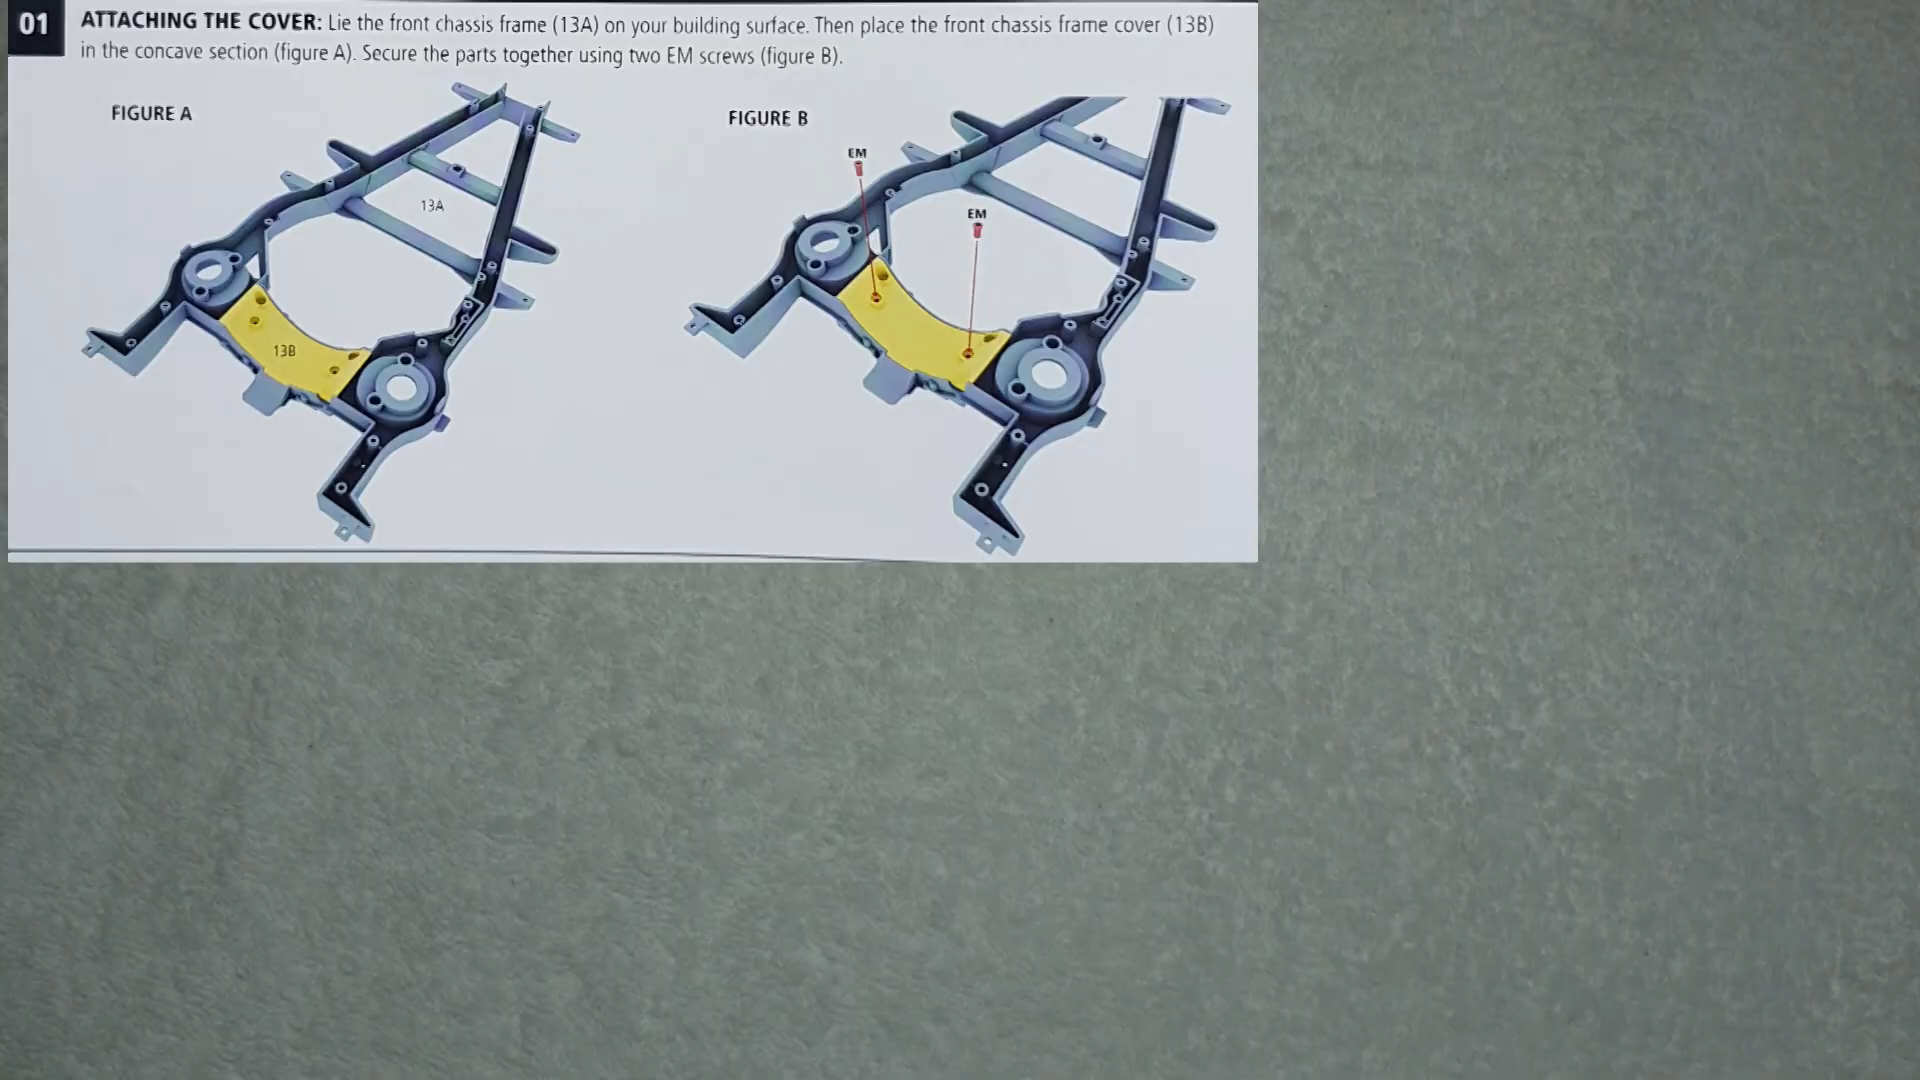 01 ATTACHING THE COVER: Lie the front chassis frame (13A) on your building surface. Then place the front chassis frame cover (13B)
in the concave section (figure A). Secure the parts together using two EM screws (figure B).
FIGURE A
13A
13B
FIGURE B
EM
EM